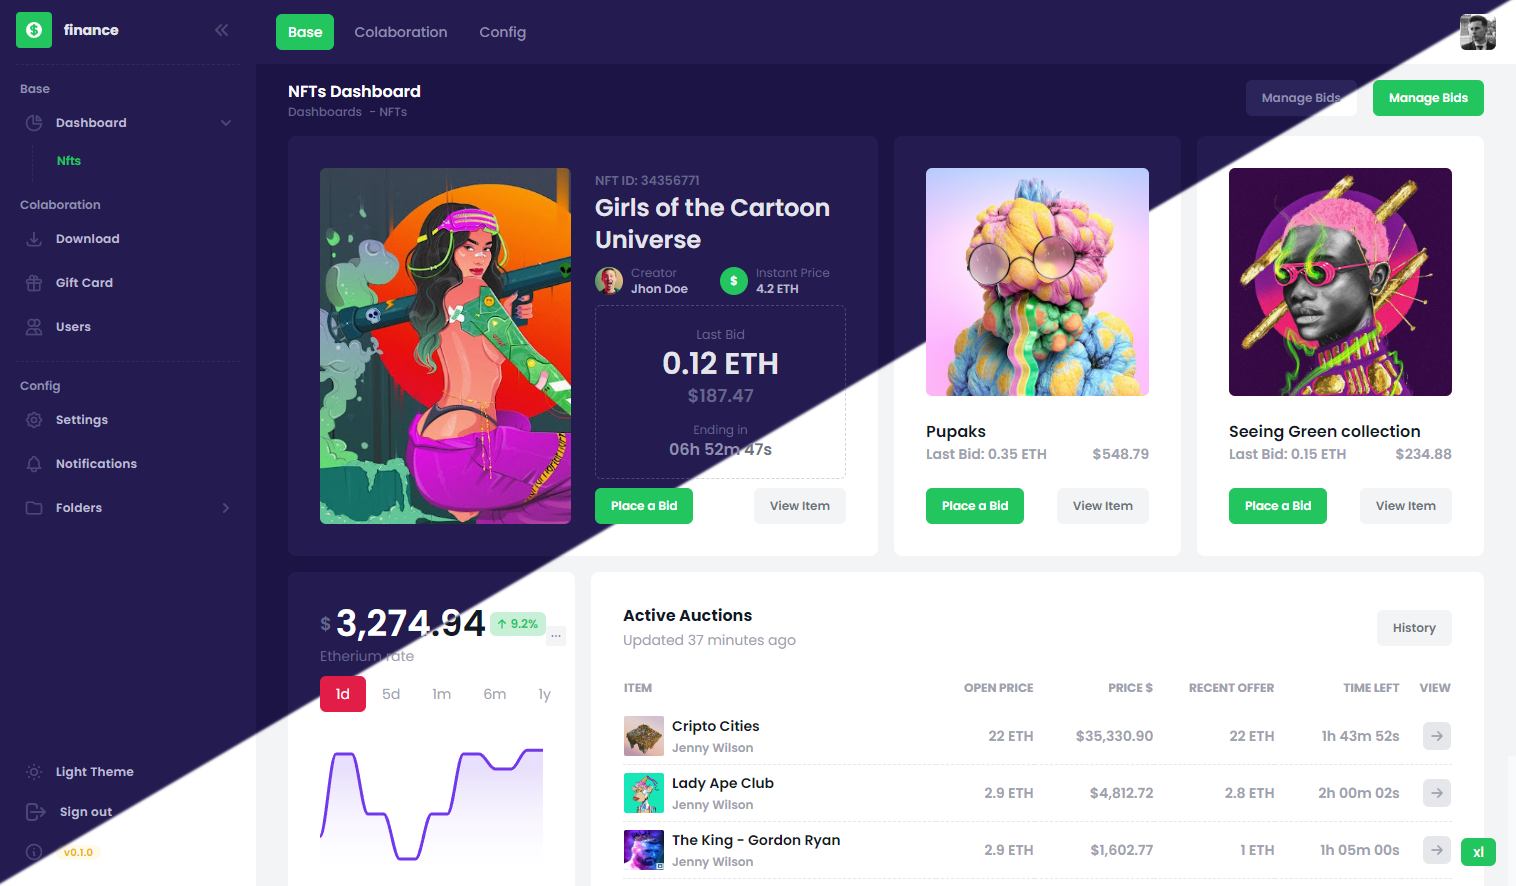 finance
Base
Colaboration
Config
Base
Dashboard
Nfts
Colaboration
Download
Gift Card
Users
Config
Settings
Notifications
Folders
Light Theme
Sign out
v0.1.0
NFTs Dashboard
Dashboards - NFTs
Manage Bids
Manage Bids
NFT ID: 34356771
Girls of the Cartoon
Universe
Creator
Jhon Doe
Instant Price
4.2 ETH
$
Last Bid
0.12 ETH
$187.47
Ending in
06h 52m 47s
Place a Bid
View Item
Pupaks
Last Bid: 0.35 ETH
$548.79
Place a Bid
View Item
Seeing Green collection
Last Bid: 0.15 ETH
$234.88
Place a Bid
View Item
$ 3,274.94
↑ 9.2%
...
Etherium rate
1d 5d 1m 6m 1y
Active Auctions
Updated 37 minutes ago
History
ITEM OPEN PRICE PRICE $ RECENT OFFER TIME LEFT VIEW
Cripto Cities
Jenny Wilson
22 ETH $35,330.90 22 ETH 1h 43m 52s
Lady Ape Club
Jenny Wilson
2.9 ETH $4,812.72 2.8 ETH 2h 00m 02s
The King - Gordon Ryan
Jenny Wilson
2.9 ETH $1,602.77 1 ETH 1h 05m 00s
xl